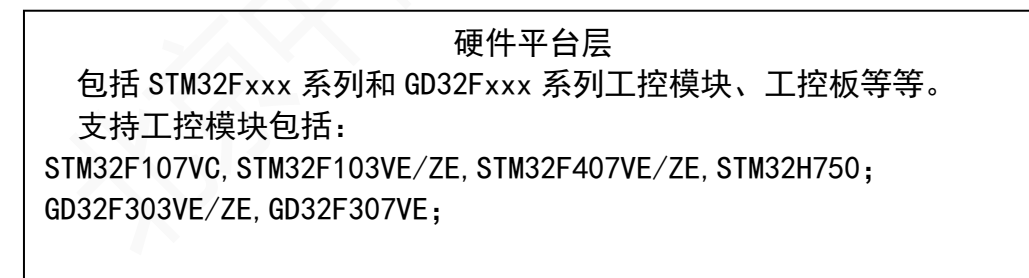 硬件平台层
包括 STM32Fxxx 系列和 GD32Fxxx 系列工控模块、工控板等等。
支持工控模块包括：
STM32F107VC, STM32F103VE/ZE, STM32F407VE/ZE, STM32H750；
GD32F303VE/ZE, GD32F307VE；